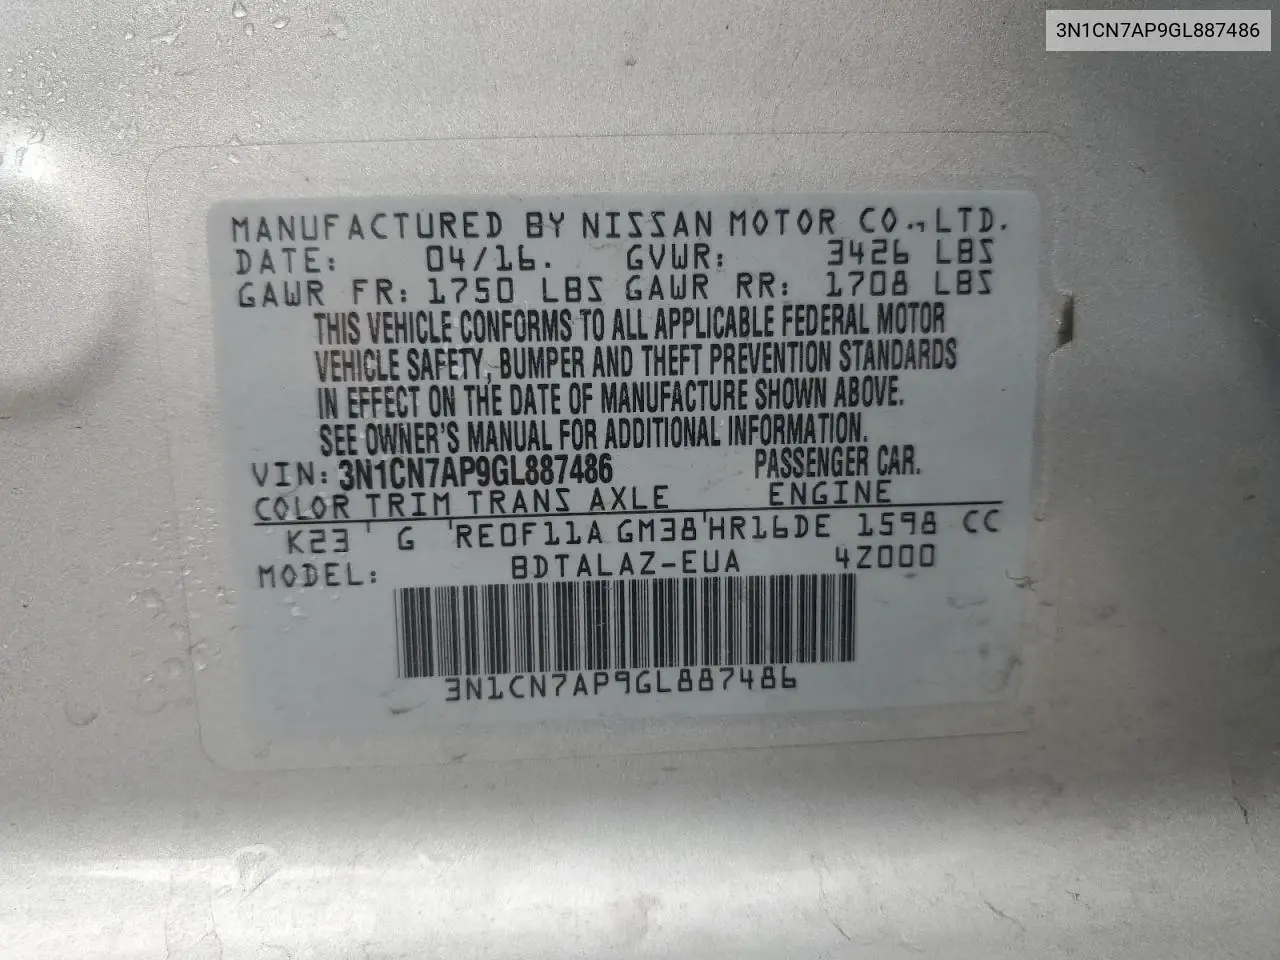 3N1CN7AP9GL887486
MANUFACTURED BY NISSAN MOTOR CO., LTD.
DATE: 04/16. GVWR: 3426 LBS
GAWR FR: 1750 LBS GAWR RR: 1708 LBS
THIS VEHICLE CONFORMS TO ALL APPLICABLE FEDERAL MOTOR
VEHICLE SAFETY, BUMPER AND THEFT PREVENTION STANDARDS
IN EFFECT ON THE DATE OF MANUFACTURE SHOWN ABOVE.
SEE OWNER'S MANUAL FOR ADDITIONAL INFORMATION.
VIN: 3N1CN7AP9GL887486 PASSENGER CAR.
COLOR TRIM TRANS AXLE ENGINE
K23 G RE0F11A GM38 HR16DE 1598 CC
MODEL: BDTALAZ-EUA 4Z000
3N1CN7AP9GL887486